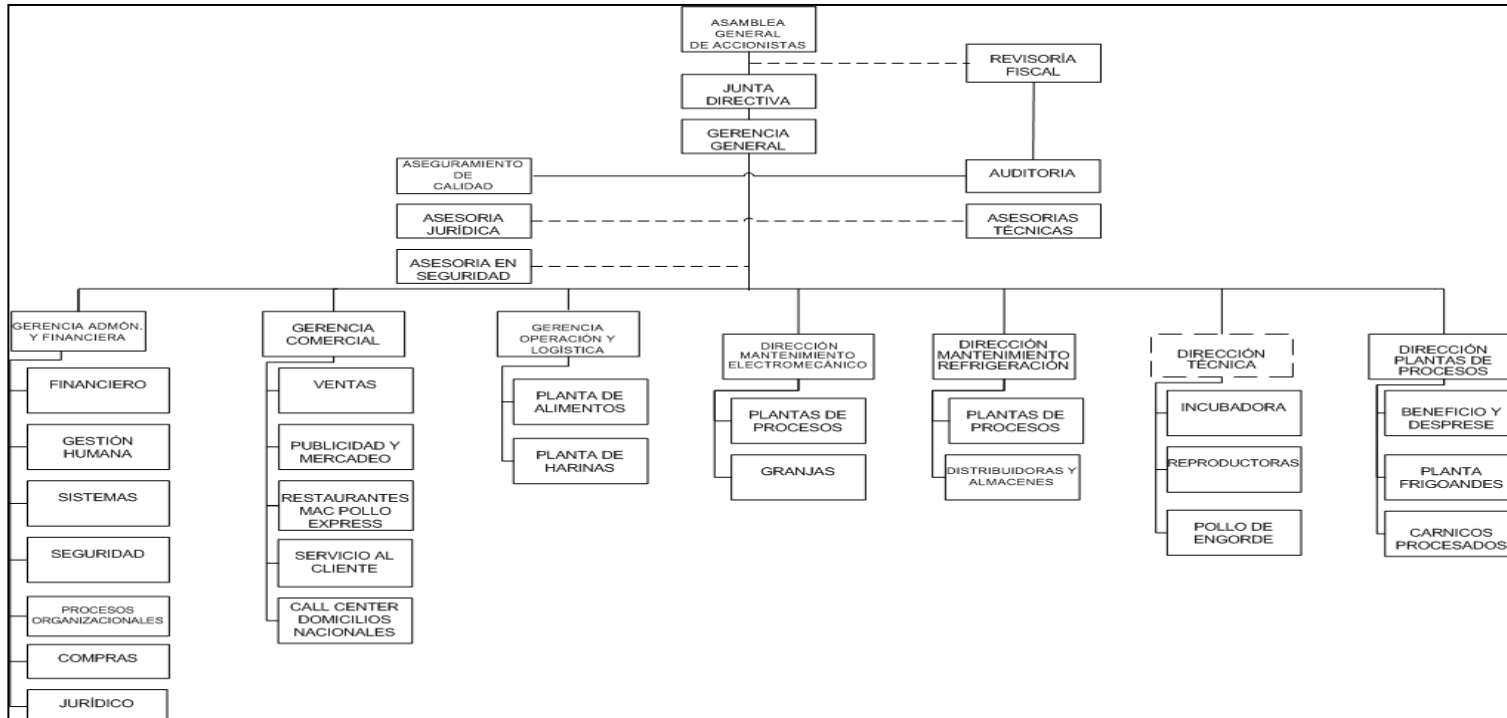 ASAMBLEA
GENERAL
DE ACCIONISTAS
REVISORÍA
FISCAL
JUNTA
DIRECTIVA
GERENCIA
GENERAL
ASEGURAMIENTO
DE
CALIDAD
AUDITORIA
ASESORIA
JURÍDICA
ASESORIAS
TÉCNICAS
ASESORIA EN
SEGURIDAD
GERENCIA ADMÓN.
Y FINANCIERA
FINANCIERO
GESTIÓN
HUMANA
SISTEMAS
SEGURIDAD
PROCESOS
ORGANIZACIONALES
COMPRAS
JURÍDICO
GERENCIA
COMERCIAL
VENTAS
PUBLICIDAD Y
MERCADEO
RESTAURANTES
MAC POLLO
EXPRESS
SERVICIO AL
CLIENTE
CALL CENTER
DOMICILIOS
NACIONALES
GERENCIA
OPERACIÓN Y
LOGÍSTICA
PLANTA DE
ALIMENTOS
PLANTA DE
HARINAS
DIRECCIÓN
MANTENIMIENTO
ELECTROMECÁNICO
PLANTAS DE
PROCESOS
GRANJAS
DIRECCIÓN
MANTENIMIENTO
REFRIGERACIÓN
PLANTAS DE
PROCESOS
DISTRIBUIDORAS Y
ALMACENES
DIRECCIÓN
TÉCNICA
INCUBADORA
REPRODUCTORAS
POLLO DE
ENGORDE
DIRECCIÓN
PLANTAS DE
PROCESOS
BENEFICIO Y
DESPRESE
PLANTA
FRIGOANDES
CARNICOS
PROCESADOS